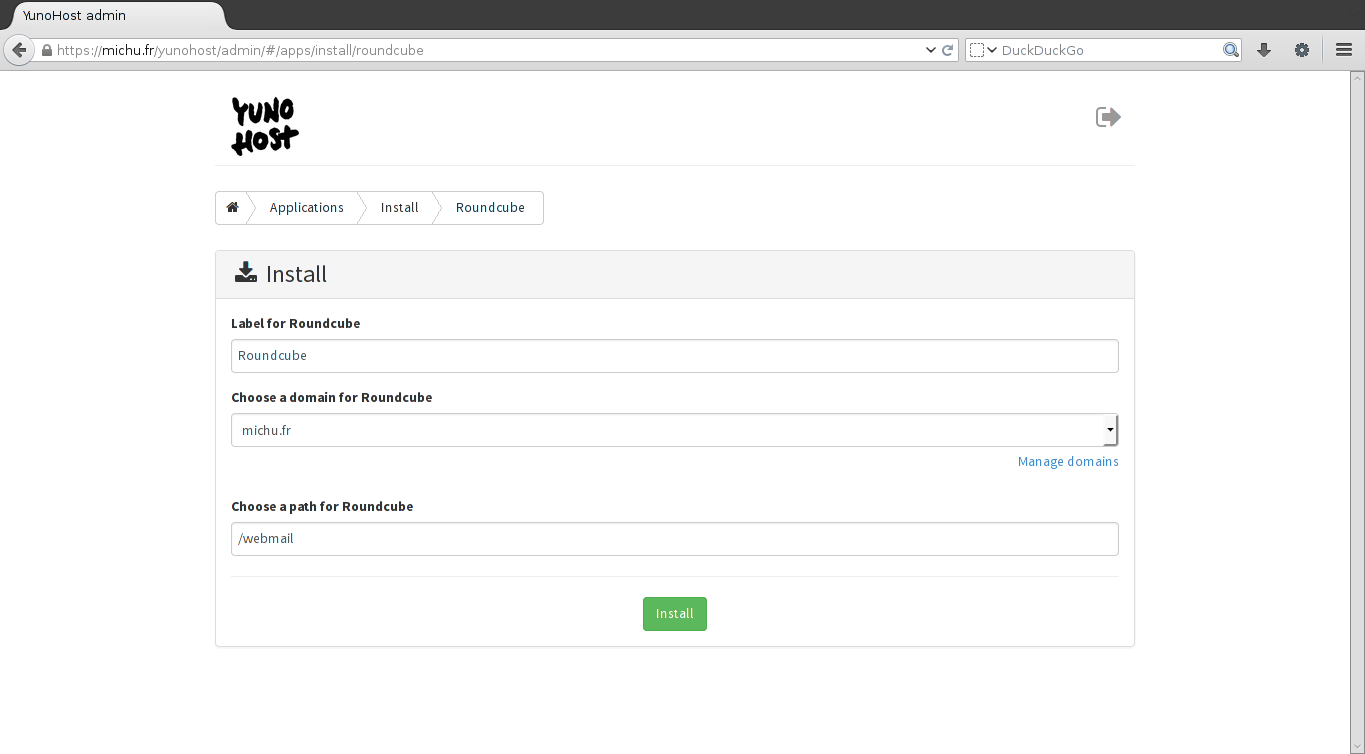 YunoHost admin
https://michu.fr/yunohost/admin/#/apps/install/roundcube
DuckDuckGo
YUNO
HOST
Applications
Install
Roundcube
Install
Label for Roundcube
Roundcube
Choose a domain for Roundcube
michu.fr
Manage domains
Choose a path for Roundcube
/webmail
Install